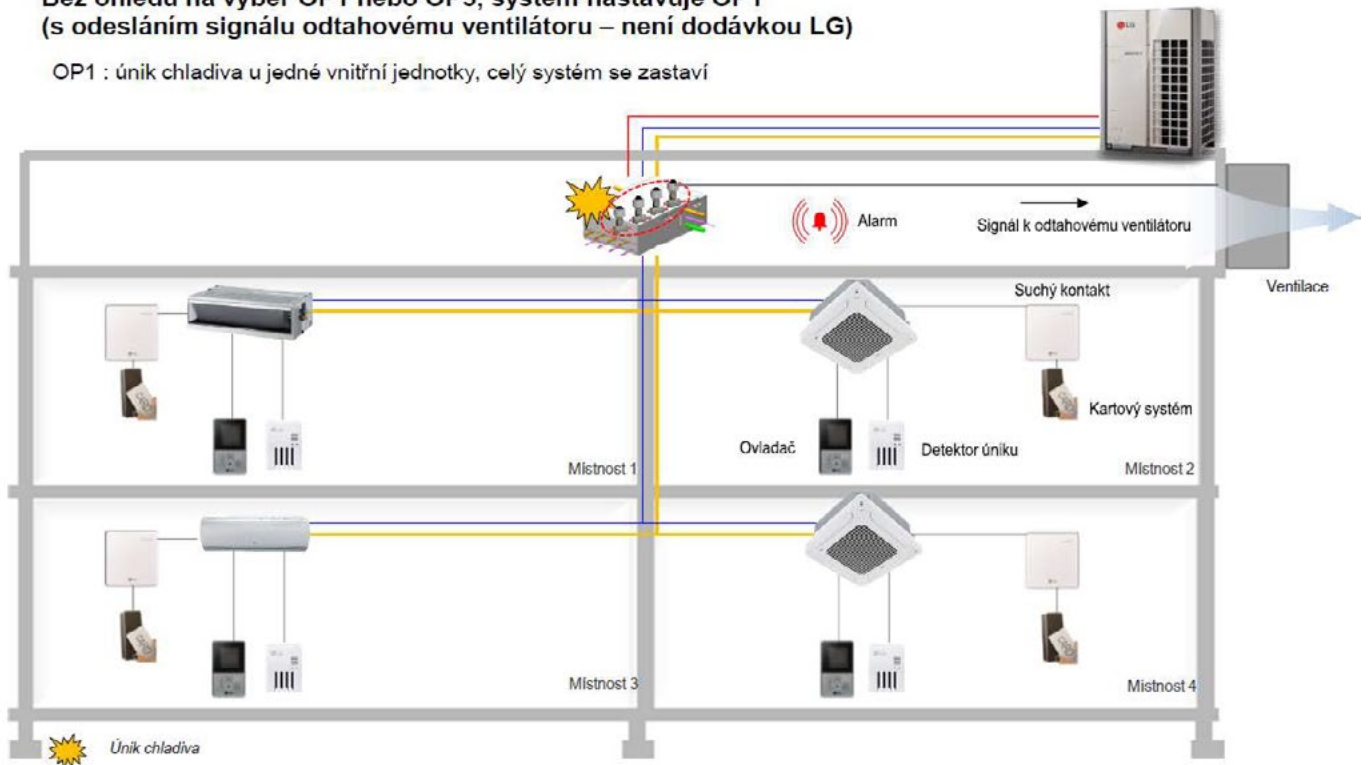 (s odesláním signálu odtahovému ventilátoru – není dodávkou LG)
OP1 : únik chladiva u jedné vnitřní jednotky, celý systém se zastaví
LG
Alarm
Signál k odtahovému ventilátoru
Ventilace
Suchý kontakt
Kartový systém
Ovladač
Detektor úniku
Místnost 1
Místnost 2
Místnost 3
Místnost 4
Únik chladiva